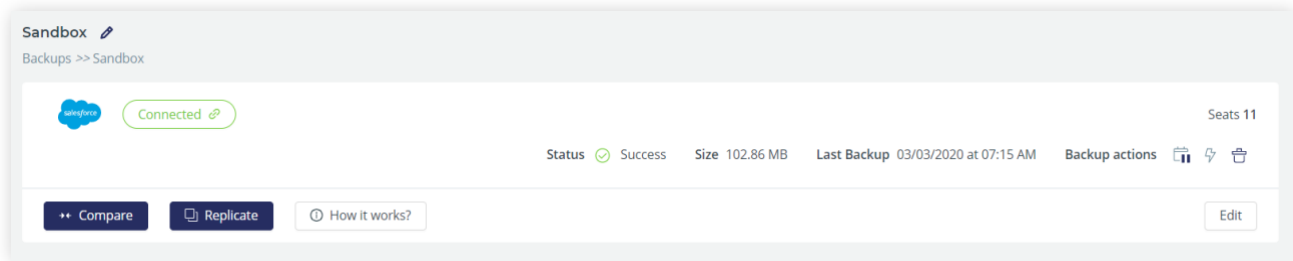 Sandbox
Backups >> Sandbox
salesforce Connected Seats 11
Status Success Size 102.86 MB Last Backup 03/03/2020 at 07:15 AM Backup actions
Compare Replicate How it works? Edit